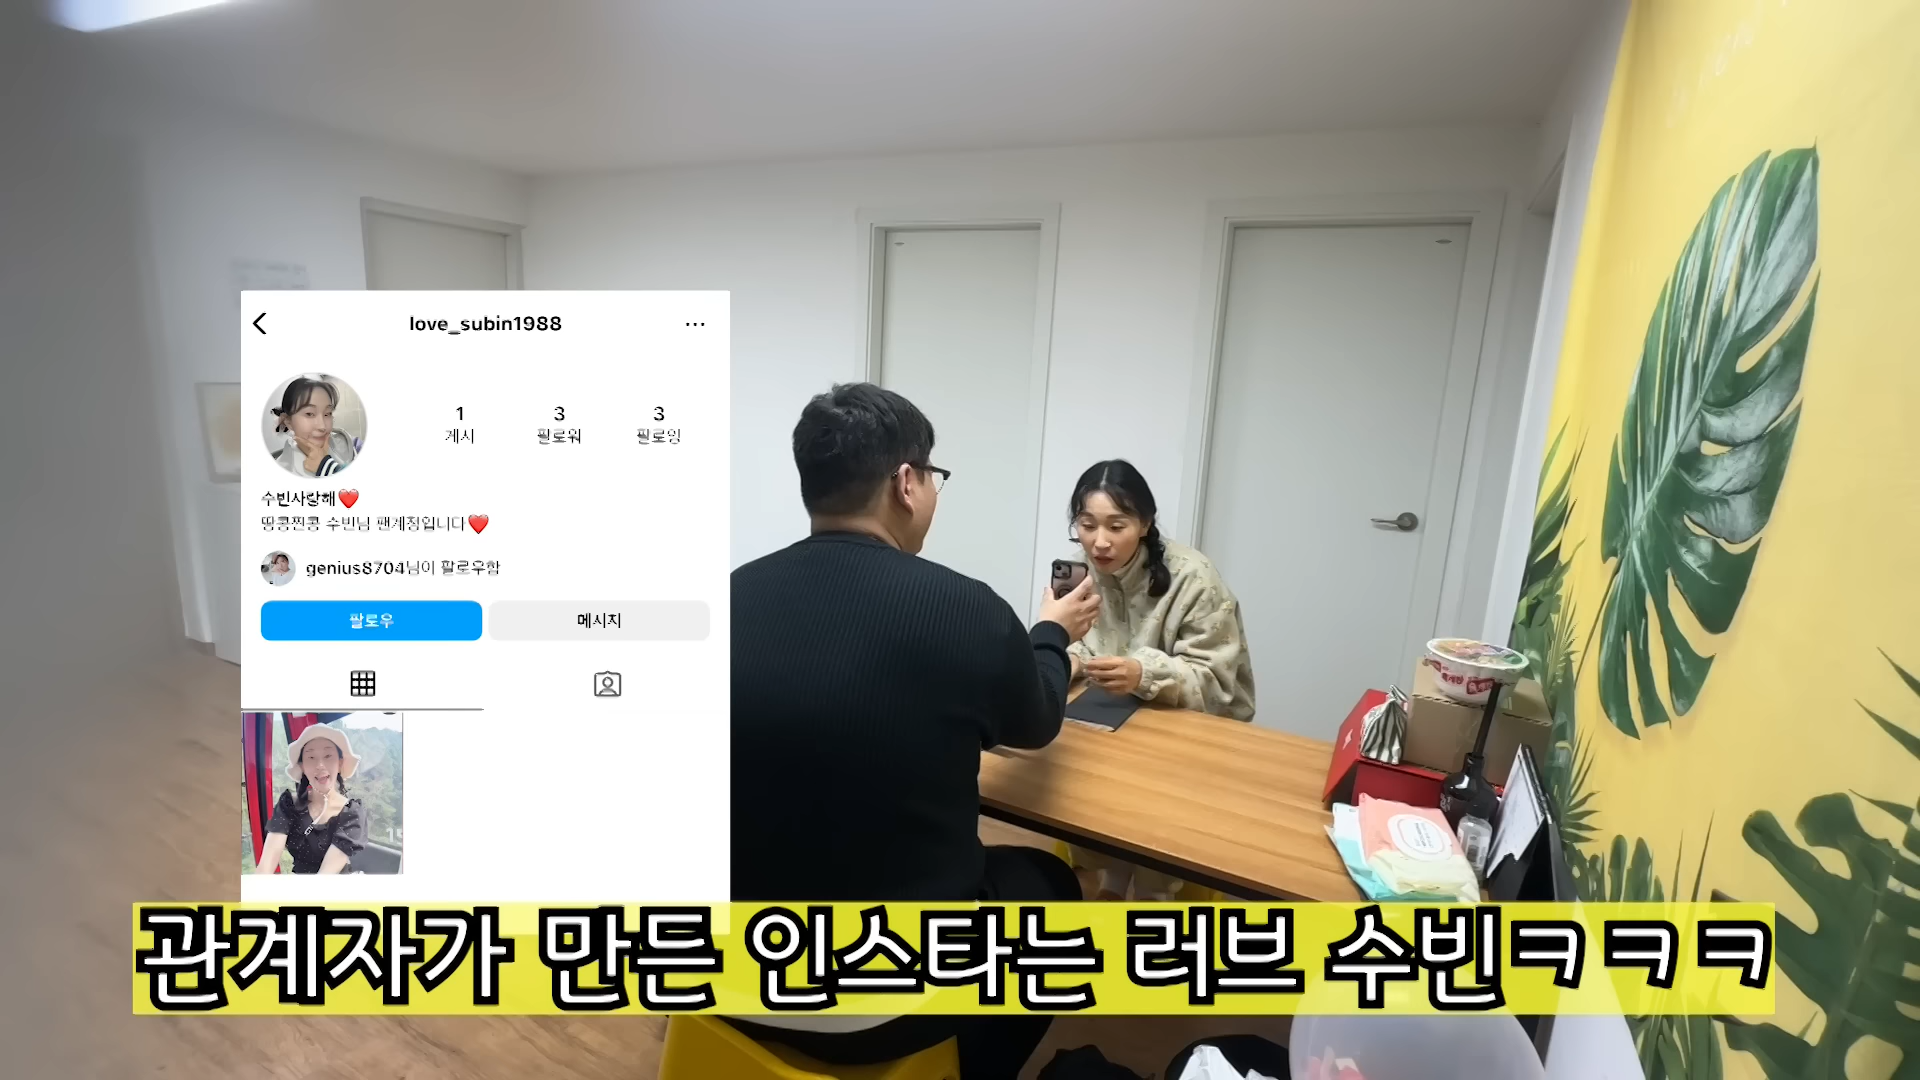 love_subin1988
1
3
3
게시
팔로워
팔로잉
수빈사랑해❤️
땅콩찐콩 수빈님 팬계정입니다❤️
genius8704님이 팔로우함
팔로우
메시지
관계자가 만든 인스타는 러브 수빈ㅋㅋㅋ